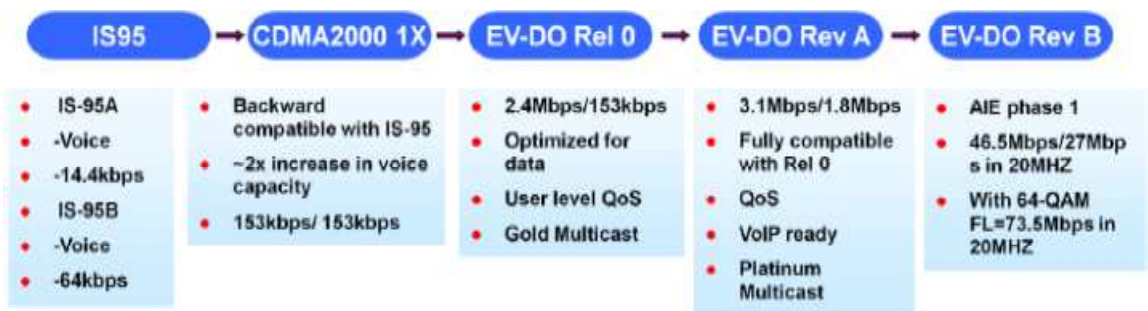 IS95
CDMA2000 1X
EV-DO Rel 0
EV-DO Rev A
EV-DO Rev B
IS-95A
-Voice
-14.4kbps
IS-95B
-Voice
-64kbps
Backward
compatible with IS-95
~2x increase in voice
capacity
153kbps/ 153kbps
2.4Mbps/153kbps
Optimized for
data
User level QoS
Gold Multicast
3.1Mbps/1.8Mbps
Fully compatible
with Rel 0
QoS
VoIP ready
Platinum
Multicast
AIE phase 1
46.5Mbps/27Mbp
s in 20MHZ
With 64-QAM
FL=73.5Mbps in
20MHZ